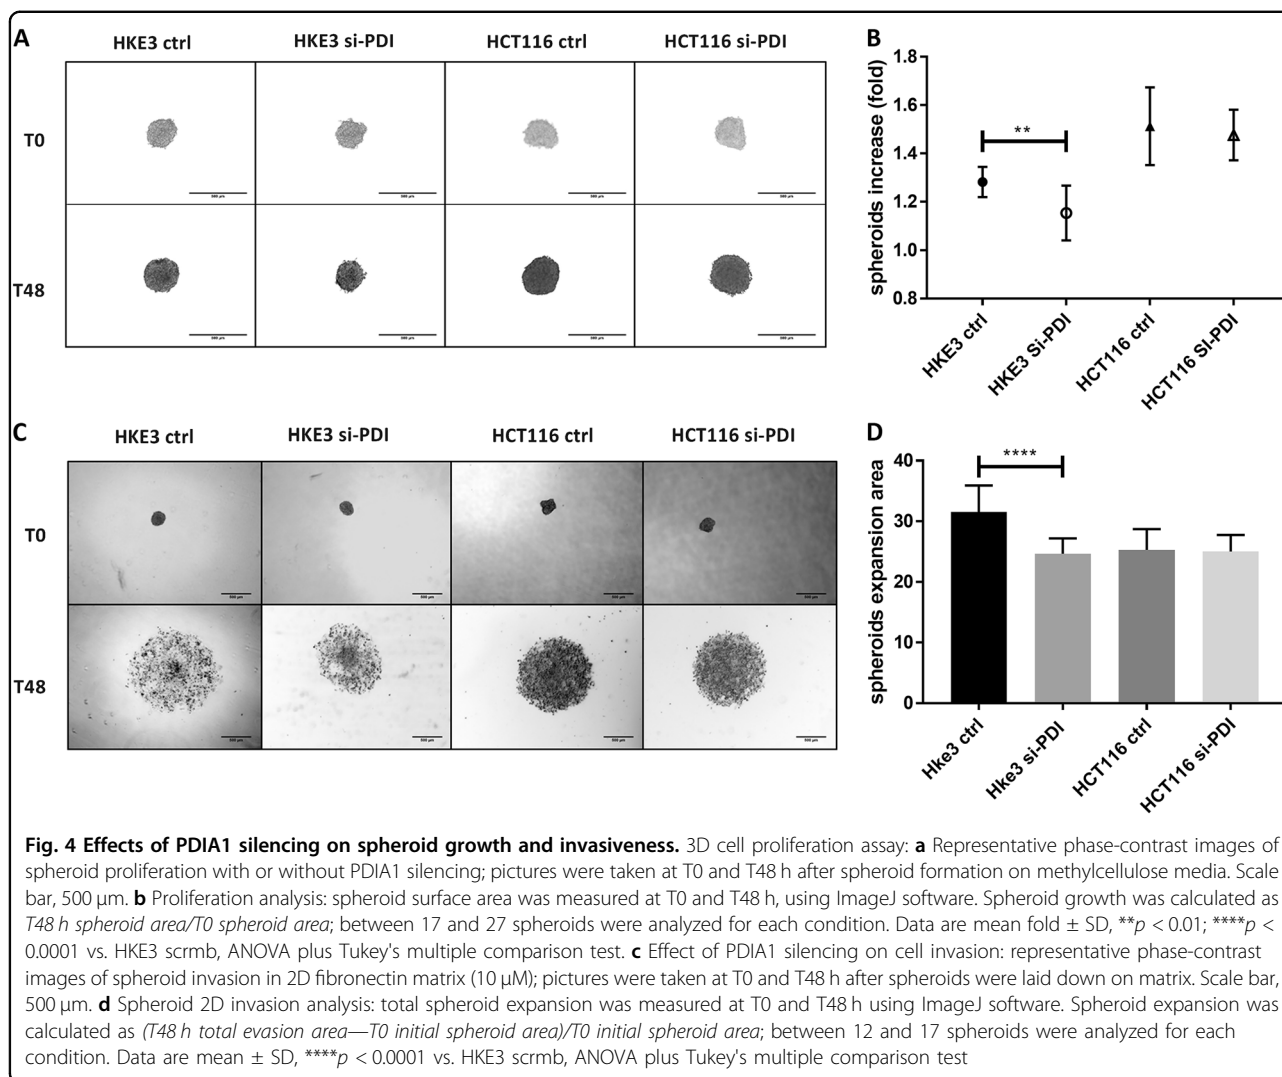 A
HKE3 ctrl
HKE3 si-PDI
HCT116 ctrl
HCT116 si-PDI
T0
T48
B
spheroids increase (fold)
1.8
1.6
1.4
1.2
1.0
0.8
**
HKE3 ctrl
HKE3 Si-PDI
HCT116 ctrl
HCT116 SI-PDI
C
HKE3 ctrl
HKE3 si-PDI
HCT116 ctrl
HCT116 si-PDI
T0
T48
D
spheroids expansion area
40
30
20
10
0
****
Hke3 ctrl
Hke3 si-PDI
HCT116 ctrl
HCT116 si-PDI
Fig. 4 Effects of PDIA1 silencing on spheroid growth and invasiveness. 3D cell proliferation assay: a Representative phase-contrast images of
spheroid proliferation with or without PDIA1 silencing; pictures were taken at T0 and T48 h after spheroid formation on methylcellulose media. Scale
bar, 500 µm. b Proliferation analysis: spheroid surface area was measured at T0 and T48 h, using ImageJ software. Spheroid growth was calculated as
T48 h spheroid area/T0 spheroid area; between 17 and 27 spheroids were analyzed for each condition. Data are mean fold ± SD, **p < 0.01; ****p <
0.0001 vs. HKE3 scrmb, ANOVA plus Tukey's multiple comparison test. c Effect of PDIA1 silencing on cell invasion: representative phase-contrast
images of spheroid invasion in 2D fibronectin matrix (10 µM); pictures were taken at T0 and T48 h after spheroids were laid down on matrix. Scale bar,
500 µm. d Spheroid 2D invasion analysis: total spheroid expansion was measured at T0 and T48 h using ImageJ software. Spheroid expansion was
calculated as (T48 h total evasion area—T0 initial spheroid area)/T0 initial spheroid area; between 12 and 17 spheroids were analyzed for each
condition. Data are mean ± SD, ****p < 0.0001 vs. HKE3 scrmb, ANOVA plus Tukey's multiple comparison test